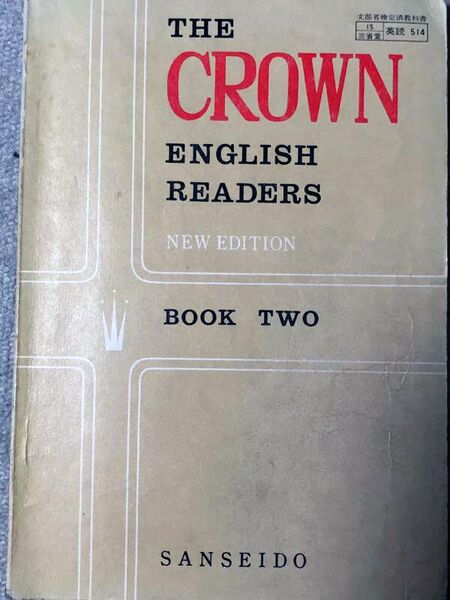 THE
文部省検定済教科書
15
三省堂
英読 514
CROWN
ENGLISH
READERS
NEW EDITION
BOOK TWO
SANSEIDO